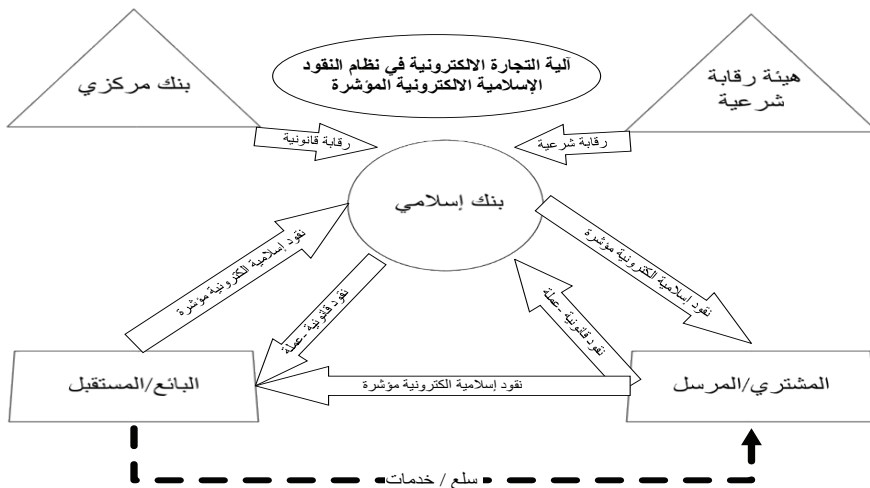 آلية التجارة الالكترونية في نظام النقود
الإسلامية الالكترونية المؤشرة
هيئة رقابة
شرعية
بنك مركزي
رقابة شرعية
رقابة قانونية
بنك إسلامي
نقود إسلامية الكترونية مؤشرة
نقود قانونية -عملة
نقود قانونية -عملة
نقود إسلامية الكترونية مؤشرة
المشتري/المرسل
نقود إسلامية الكترونية مؤشرة
البائع/المستقبل
سلع / خدمات